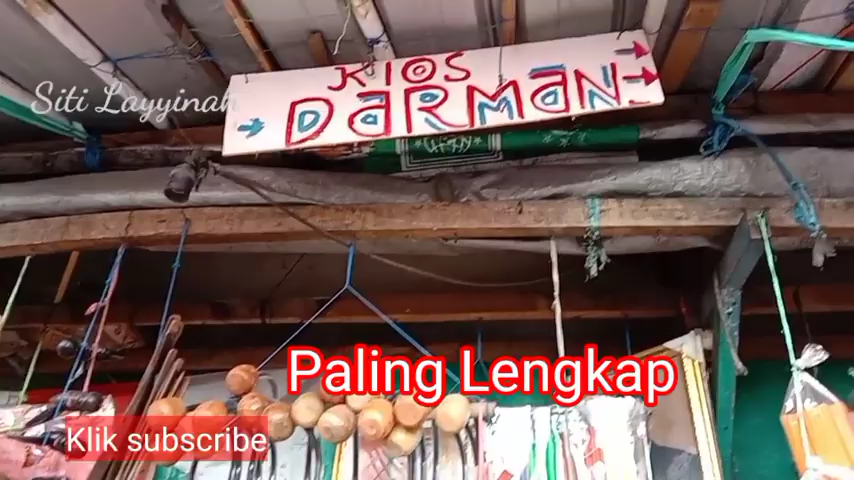 Siti Layyinah
KIOS
DARMAN
Paling Lengkap
Klik subscribe